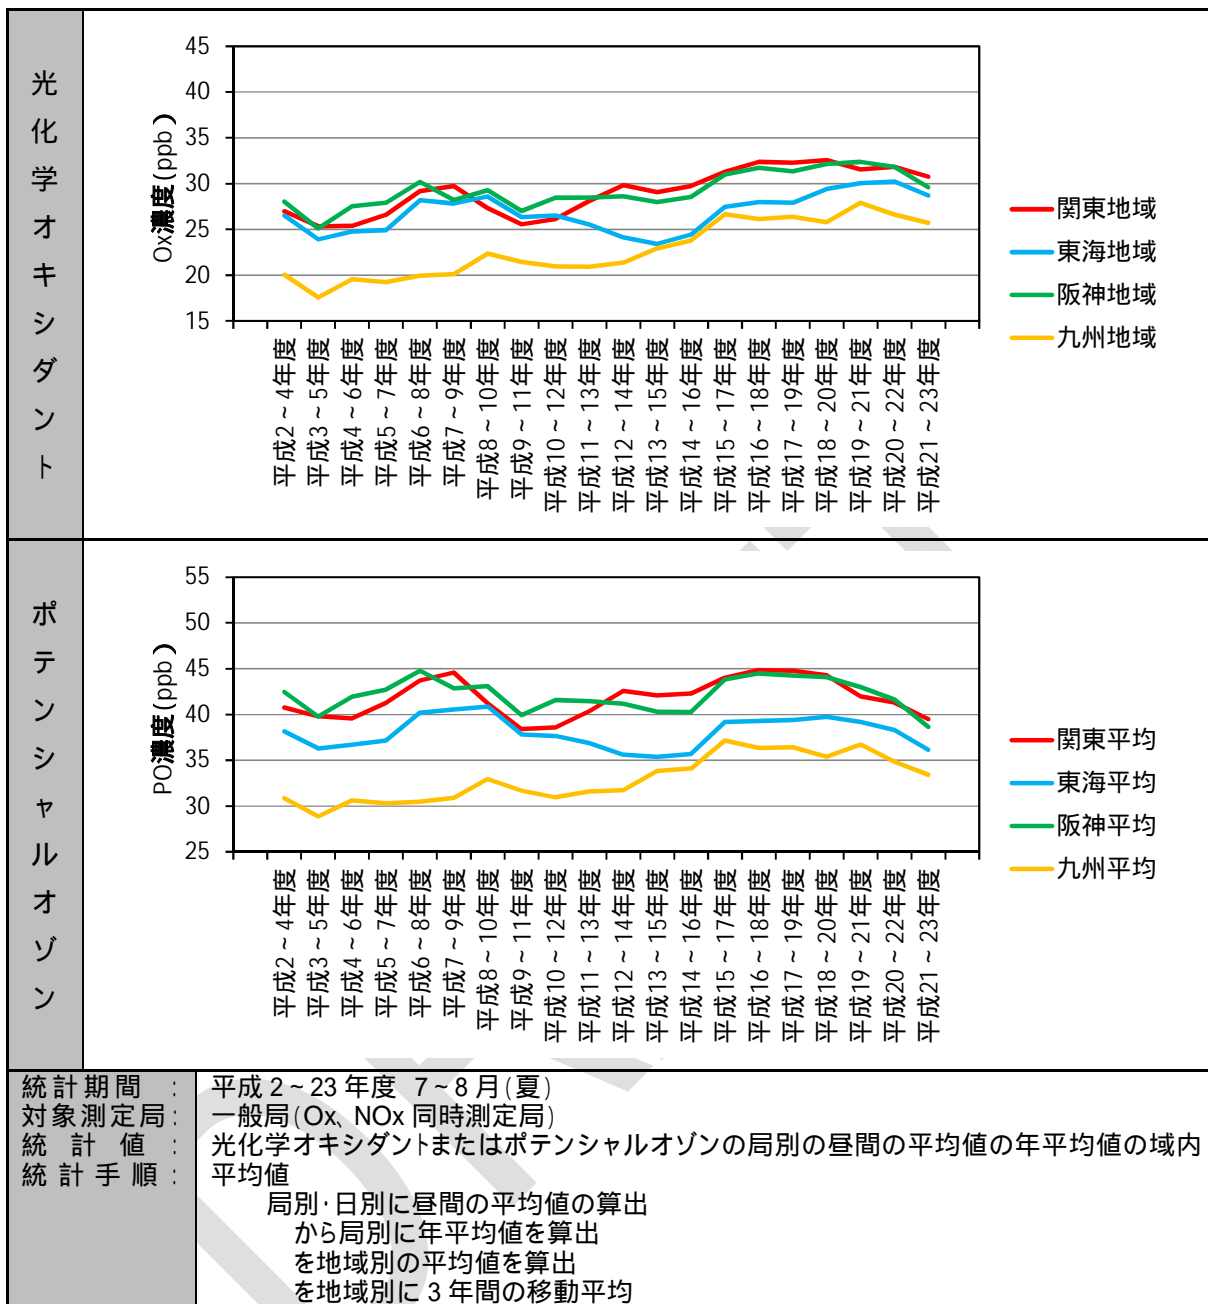 光化学オキシダント
Ox濃度(ppb)
45
40
35
30
25
20
15
平成2～4年度
平成3～5年度
平成4～6年度
平成5～7年度
平成6～8年度
平成7～9年度
平成8～10年度
平成9～11年度
平成10～12年度
平成11～13年度
平成12～14年度
平成13～15年度
平成14～16年度
平成15～17年度
平成16～18年度
平成17～19年度
平成18～20年度
平成19～21年度
平成20～22年度
平成21～23年度
関東地域
東海地域
阪神地域
九州地域
ポテンシャルオゾン
PO濃度(ppb)
55
50
45
40
35
30
25
平成2～4年度
平成3～5年度
平成4～6年度
平成5～7年度
平成6～8年度
平成7～9年度
平成8～10年度
平成9～11年度
平成10～12年度
平成11～13年度
平成12～14年度
平成13～15年度
平成14～16年度
平成15～17年度
平成16～18年度
平成17～19年度
平成18～20年度
平成19～21年度
平成20～22年度
平成21～23年度
関東平均
東海平均
阪神平均
九州平均
統計期間 : 平成2～23年度 7～8月(夏)
対象測定局: 一般局(Ox、NOx同時測定局)
統計値 : 光化学オキシダントまたはポテンシャルオゾンの局別の昼間の平均値の年平均値の域内
統計手順 : 平均値
局別・日別に昼間の平均値の算出
から局別に年平均値を算出
を地域別の平均値を算出
を地域別に3年間の移動平均